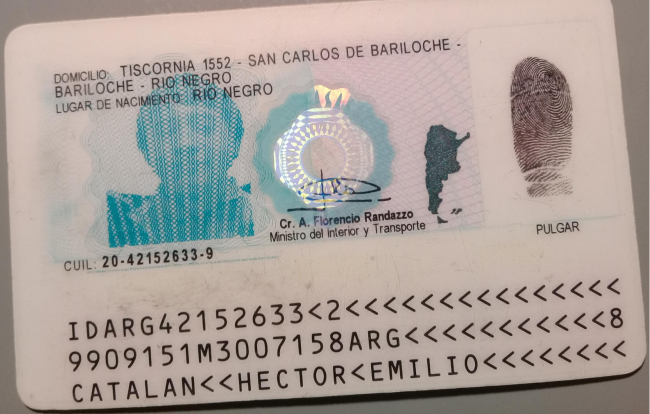 DOMICILIO: TISCORNIA 1552 - SAN CARLOS DE BARILOCHE -
BARILOCHE - RIO NEGRO
LUGAR DE NACIMIENTO: RIO NEGRO
Cr. A. Florencio Randazzo
Ministro del Interior y Transporte
PULGAR
CUIL: 20-42152633-9
IDARG42152633<2<<<<<<<<<<<<<<<
9909151M3007158ARG<<<<<<<<<<<8
CATALAN<<HECTOR<EMILIO<<<<<<<<